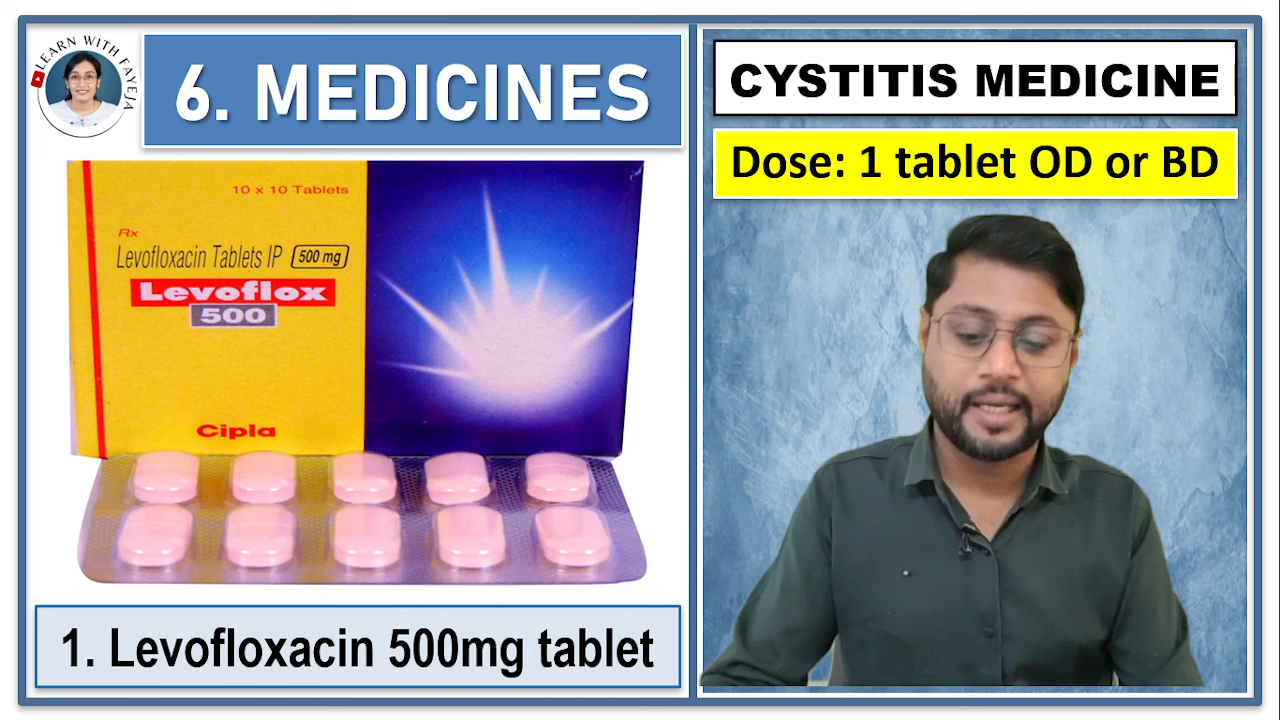 LEARN WITH FAYEJA
6. MEDICINES
10 x 10 Tablets
Rx
Levofloxacin Tablets IP 500 mg
Levoflox
500
Cipla
1. Levofloxacin 500mg tablet
CYSTITIS MEDICINE
Dose: 1 tablet OD or BD